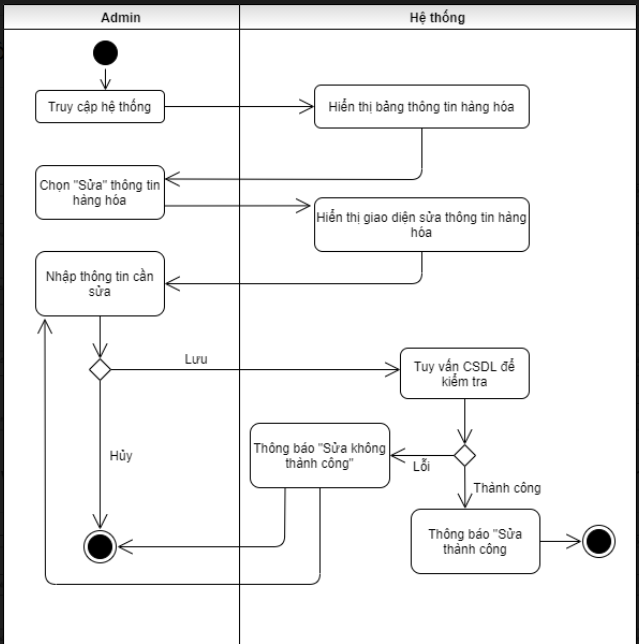 Admin
Hệ thống
Truy cập hệ thống
Hiển thị bảng thông tin hàng hóa
Chọn "Sửa" thông tin
hàng hóa
Hiển thị giao diện sửa thông tin hàng
hóa
Nhập thông tin cần
sửa
Lưu
Tuy vấn CSDL để
kiểm tra
Hủy
Thông báo "Sửa không
thành công"
Lỗi
Thành công
Thông báo "Sửa
thành công